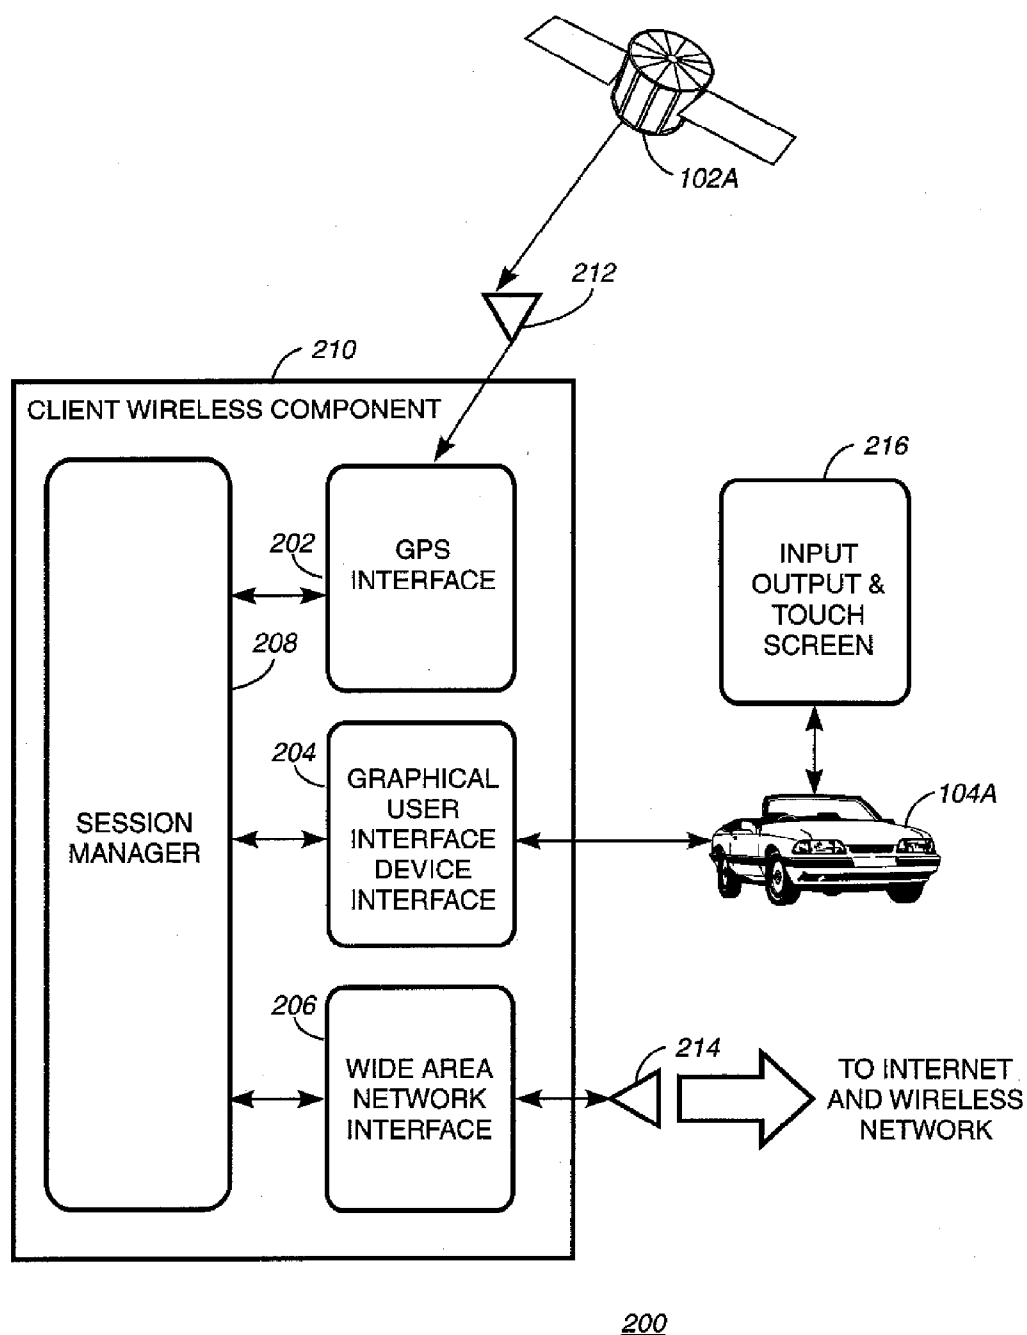 102A
212
210
CLIENT WIRELESS COMPONENT
216
202
GPS
INTERFACE
INPUT
OUTPUT &
TOUCH
SCREEN
208
204
GRAPHICAL
USER
INTERFACE
DEVICE
INTERFACE
104A
SESSION
MANAGER
206
WIDE AREA
NETWORK
INTERFACE
214
TO INTERNET
AND WIRELESS
NETWORK
200